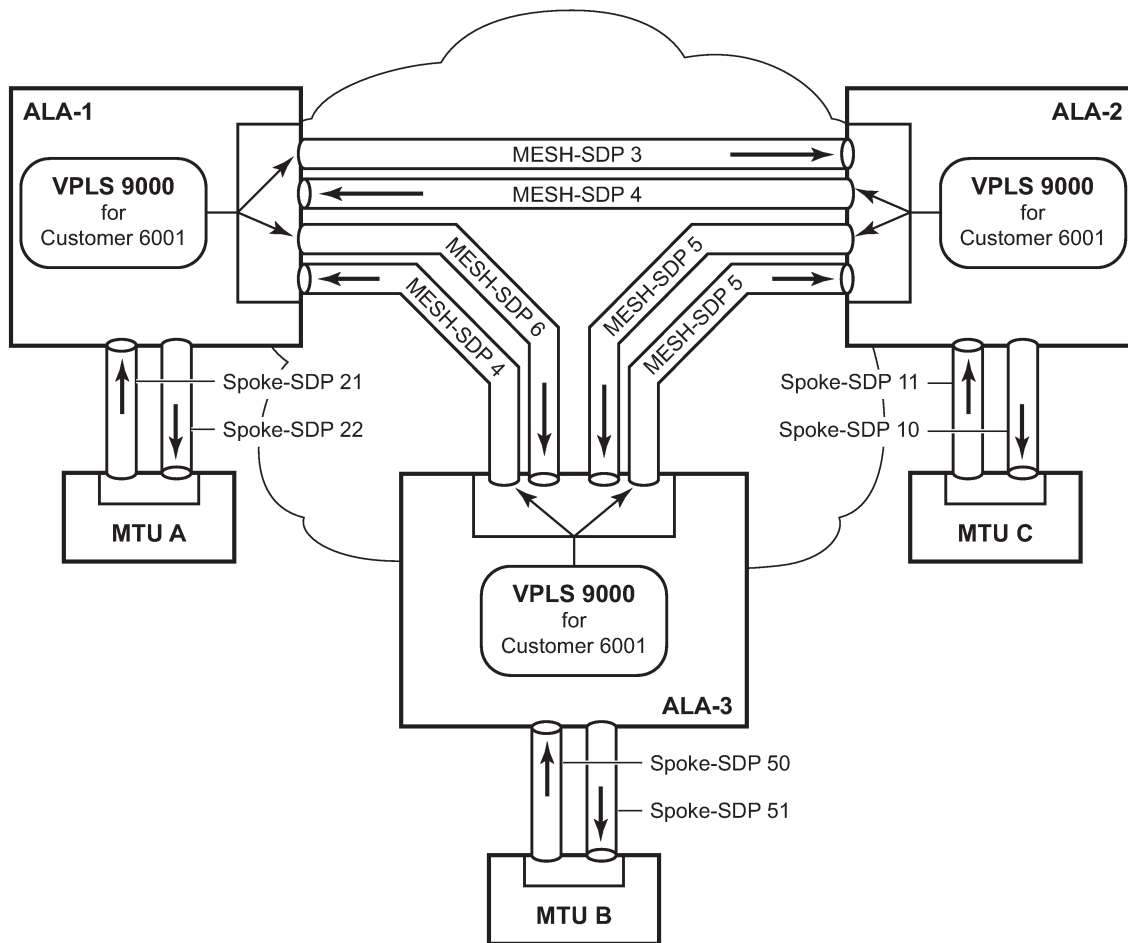 ALA-1
ALA-2
VPLS 9000
for
Customer 6001
MESH-SDP 3
MESH-SDP 4
VPLS 9000
for
Customer 6001
MESH-SDP 6
MESH-SDP 4
MESH-SDP 5
MESH-SDP 5
Spoke-SDP 21
Spoke-SDP 22
Spoke-SDP 11
Spoke-SDP 10
MTU A
MTU C
VPLS 9000
for
Customer 6001
ALA-3
Spoke-SDP 50
Spoke-SDP 51
MTU B